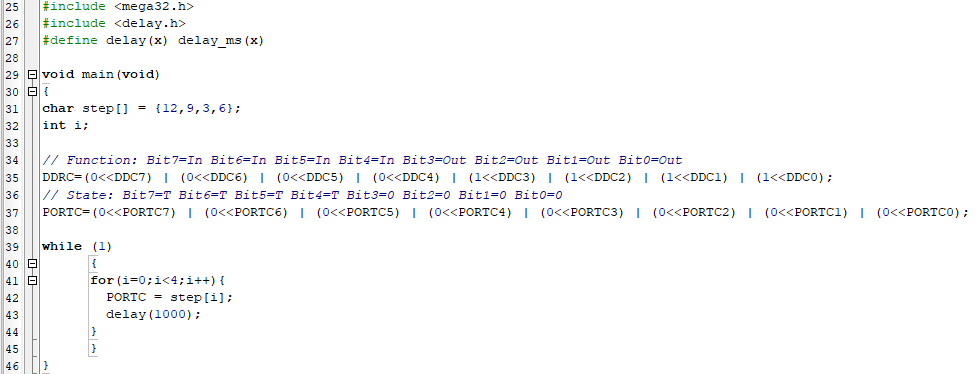 25 #include <mega32.h>
26 #include <delay.h>
27 #define delay(x) delay_ms(x)
28
29 void main(void)
30 {
31 char step[] = {12,9,3,6};
32 int i;
33
34 // Function: Bit7=In Bit6=In Bit5=In Bit4=In Bit3=Out Bit2=Out Bit1=Out Bit0=Out
35 DDRC=(0<<DDC7) | (0<<DDC6) | (0<<DDC5) | (0<<DDC4) | (1<<DDC3) | (1<<DDC2) | (1<<DDC1) | (1<<DDC0);
36 // State: Bit7=T Bit6=T Bit5=T Bit4=T Bit3=0 Bit2=0 Bit1=0 Bit0=0
37 PORTC=(0<<PORTC7) | (0<<PORTC6) | (0<<PORTC5) | (0<<PORTC4) | (0<<PORTC3) | (0<<PORTC2) | (0<<PORTC1) | (0<<PORTC0);
38
39 while (1)
40 {
41 for(i=0;i<4;i++){
42 PORTC = step[i];
43 delay(1000);
44 }
45 }
46 }